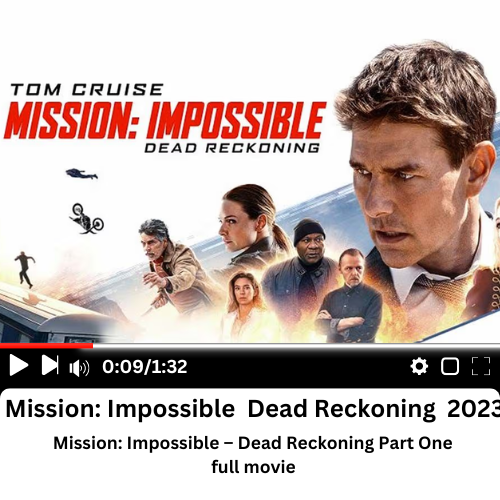 TOM CRUISE
MISSION: IMPOSSIBLE
DEAD RECKONING
0:09/1:32
Mission: Impossible Dead Reckoning 2023
Mission: Impossible – Dead Reckoning Part One
full movie